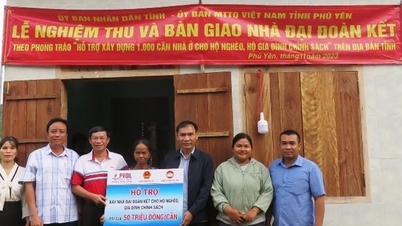 ỦY BAN NHÂN DÂN TỈNH - ỦY BAN MTTQ VIỆT NAM TỈNH PHÚ YÊN
LỄ NGHIỆM THU VÀ BÀN GIAO NHÀ ĐẠI ĐOÀN KẾT
THEO PHONG TRÀO "HỖ TRỢ XÂY DỰNG 1.000 CĂN NHÀ Ở CHO HỘ NGHÈO, HỘ GIA ĐÌNH CHÍNH SÁCH" TRÊN ĐỊA BÀN TỈNH
Phú Yên, tháng 11 năm 2023
PVOIL
HỖ TRỢ
XÂY NHÀ ĐẠI ĐOÀN KẾT CHO HỘ NGHÈO,
GIA ĐÌNH CHÍNH SÁCH
50 TRIỆU ĐỒNG/CĂN